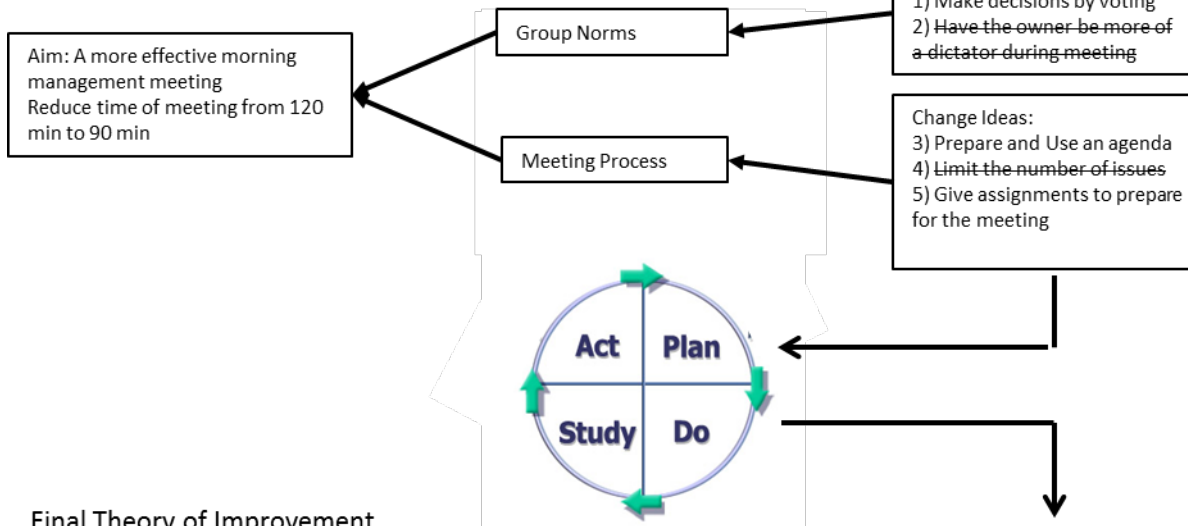 1) Make decisions by voting
2) Have the owner be more of
a dictator during meeting
Group Norms
Aim: A more effective morning
management meeting
Reduce time of meeting from 120
min to 90 min
Change Ideas:
3) Prepare and Use an agenda
4) Limit the number of issues
5) Give assignments to prepare
for the meeting
Meeting Process
Act
Plan
Study
Do
Final Theory of Improvement